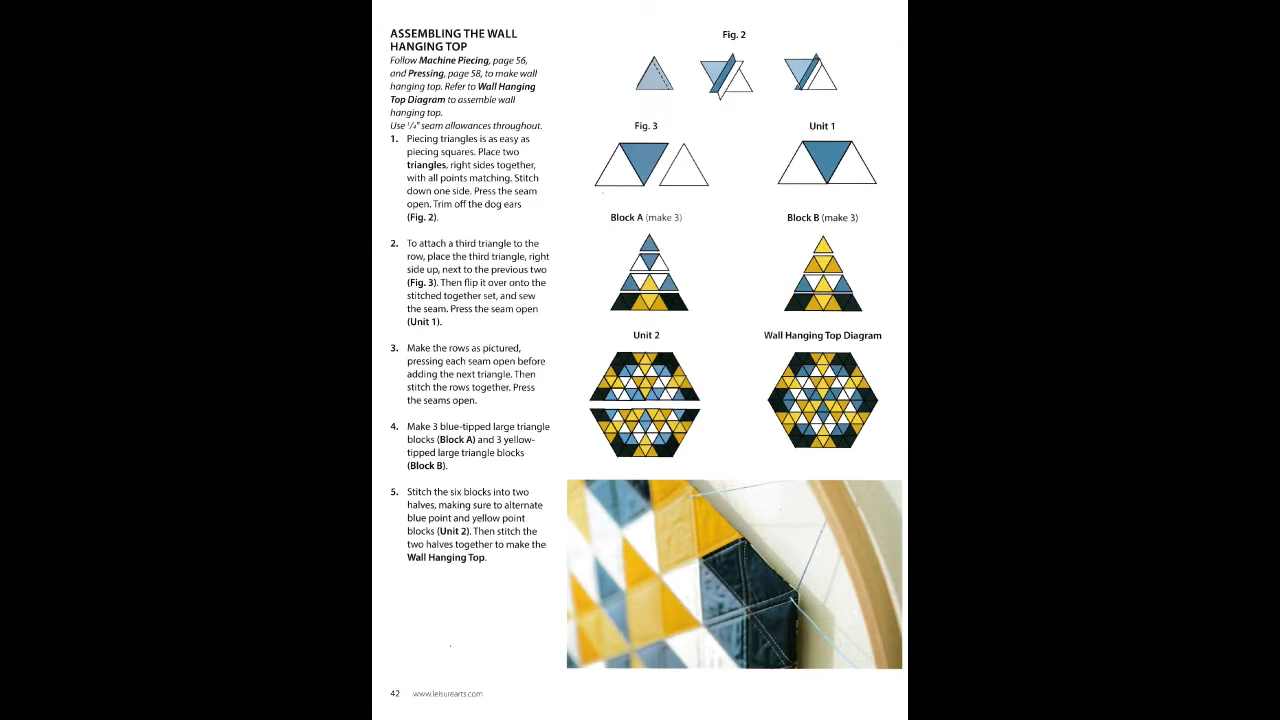 ASSEMBLING THE WALL
HANGING TOP
Follow Machine Piecing, page 56,
and Pressing, page 58, to make wall
hanging top. Refer to Wall Hanging
Top Diagram to assemble wall
hanging top.
Use 1/4" seam allowances throughout.
1. Piecing triangles is as easy as
piecing squares. Place two
triangles, right sides together,
with all points matching. Stitch
down one side. Press the seam
open. Trim off the dog ears
(Fig. 2).
2. To attach a third triangle to the
row, place the third triangle, right
side up, next to the previous two
(Fig. 3). Then flip it over onto the
stitched together set, and sew
the seam. Press the seam open
(Unit 1).
3. Make the rows as pictured,
pressing each seam open before
adding the next triangle. Then
stitch the rows together. Press
the seams open.
4. Make 3 blue-tipped large triangle
blocks (Block A) and 3 yellow-
tipped large triangle blocks
(Block B).
5. Stitch the six blocks into two
halves, making sure to alternate
blue point and yellow point
blocks (Unit 2). Then stitch the
two halves together to make the
Wall Hanging Top.
Fig. 2
Fig. 3
Unit 1
Block A (make 3)
Block B (make 3)
Unit 2
Wall Hanging Top Diagram
42 www.leisurearts.com